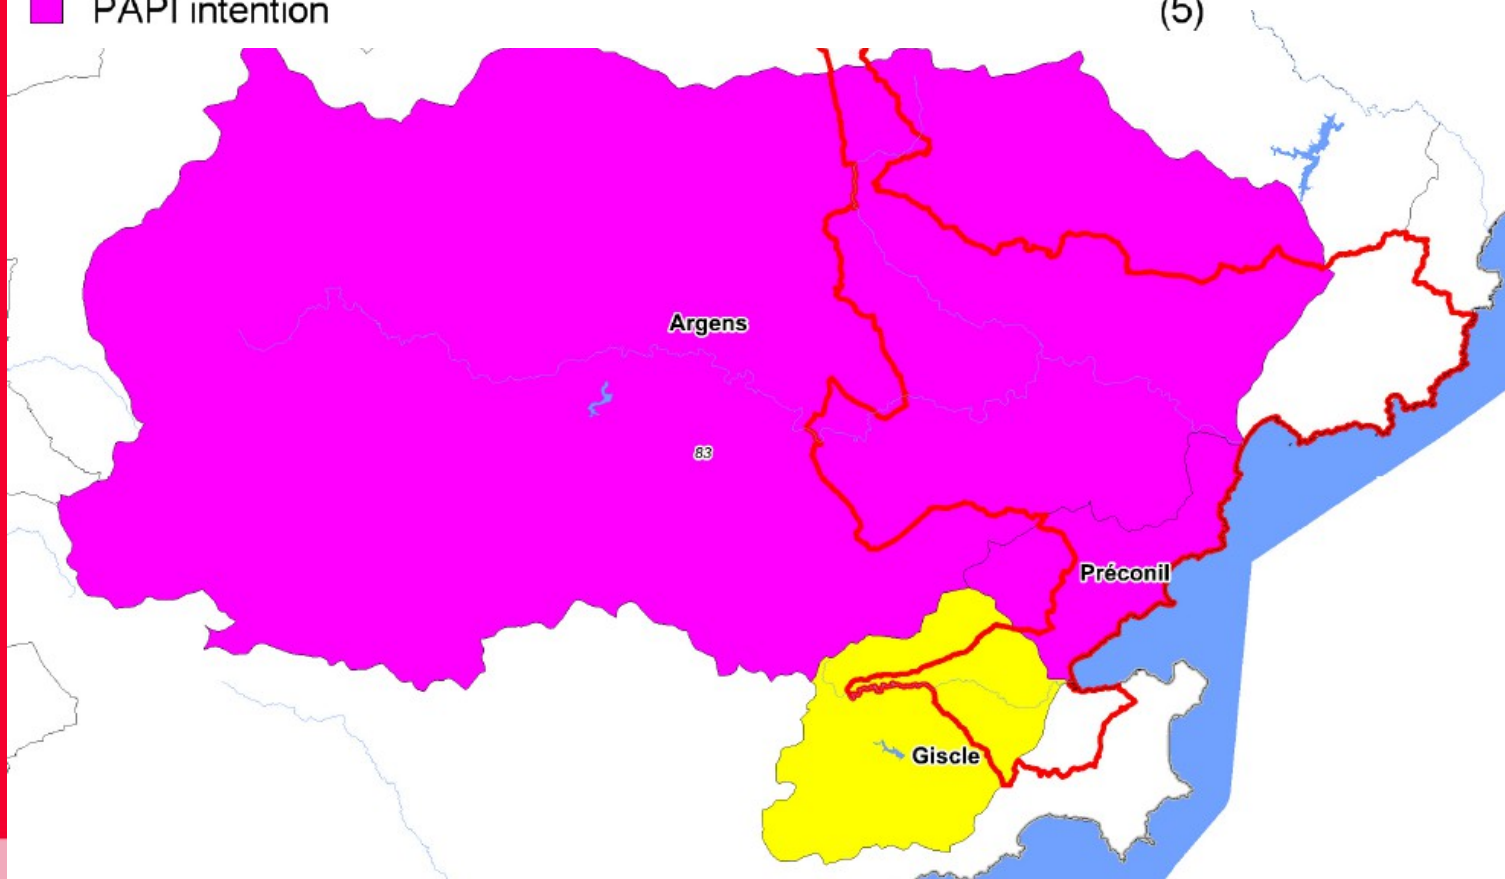 PAPI intention
(5)
Argens
83
Préconil
Giscle